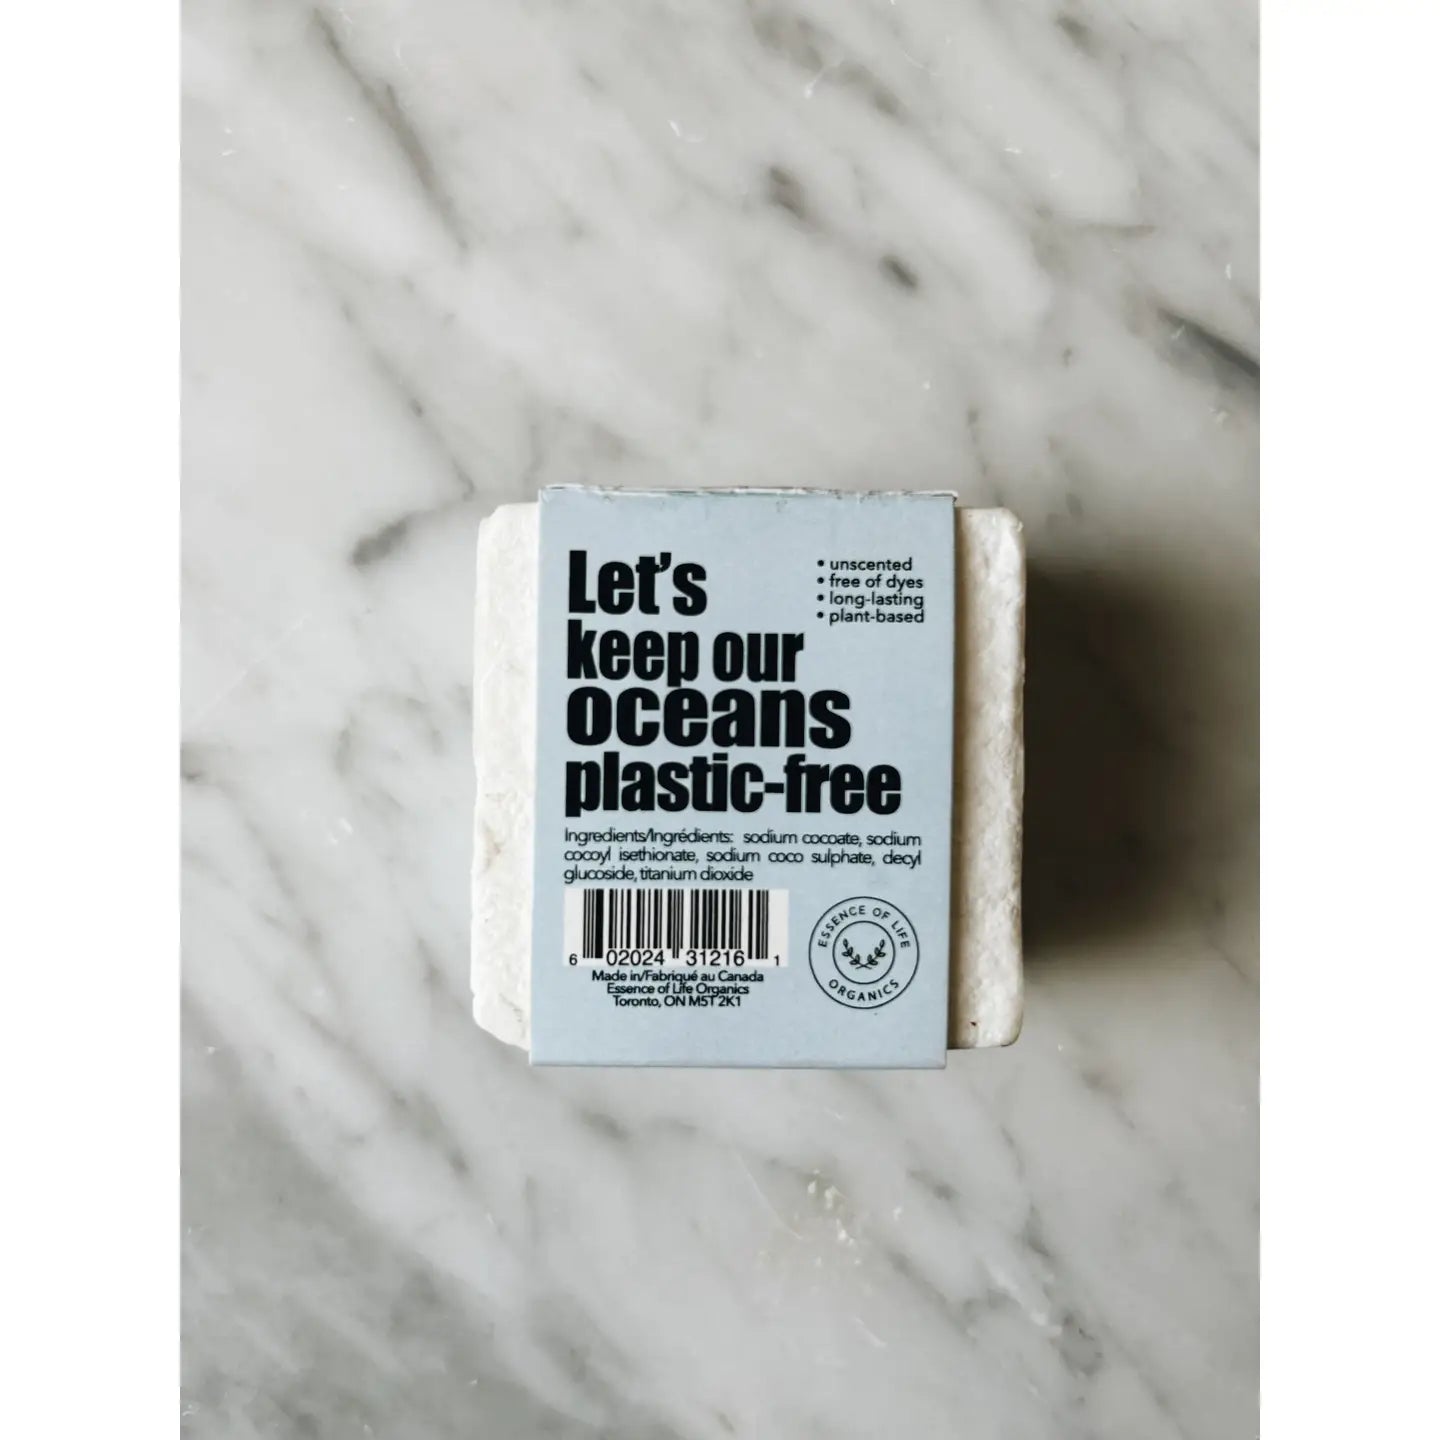 Let's
keep our
oceans
plastic-free
• unscented
• free of dyes
• long-lasting
• plant-based
Ingredients/Ingrédients: sodium cocoate, sodium
cocoyl isethionate, sodium coco sulphate, decyl
glucoside, titanium dioxide
6 02024 31216 1
Made in/Fabriqué au Canada
Essence of Life Organics
Toronto, ON M5T 2K1
ESSENCE OF LIFE
ORGANICS